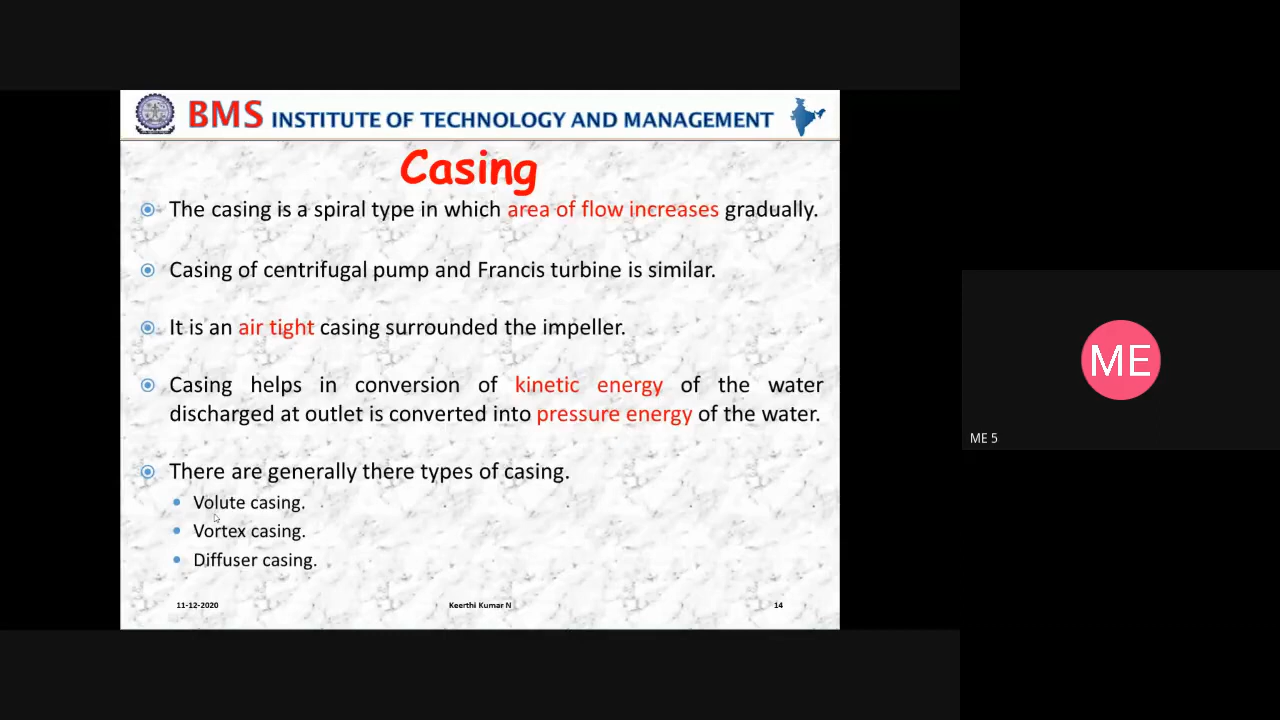 BMS INSTITUTE OF TECHNOLOGY AND MANAGEMENT
Casing
The casing is a spiral type in which area of flow increases gradually.
Casing of centrifugal pump and Francis turbine is similar.
It is an air tight casing surrounded the impeller.
Casing helps in conversion of kinetic energy of the water
discharged at outlet is converted into pressure energy of the water.
There are generally there types of casing.
Volute casing.
Vortex casing.
Diffuser casing.
11-12-2020 Keerthi Kumar N 14
ME
ME 5